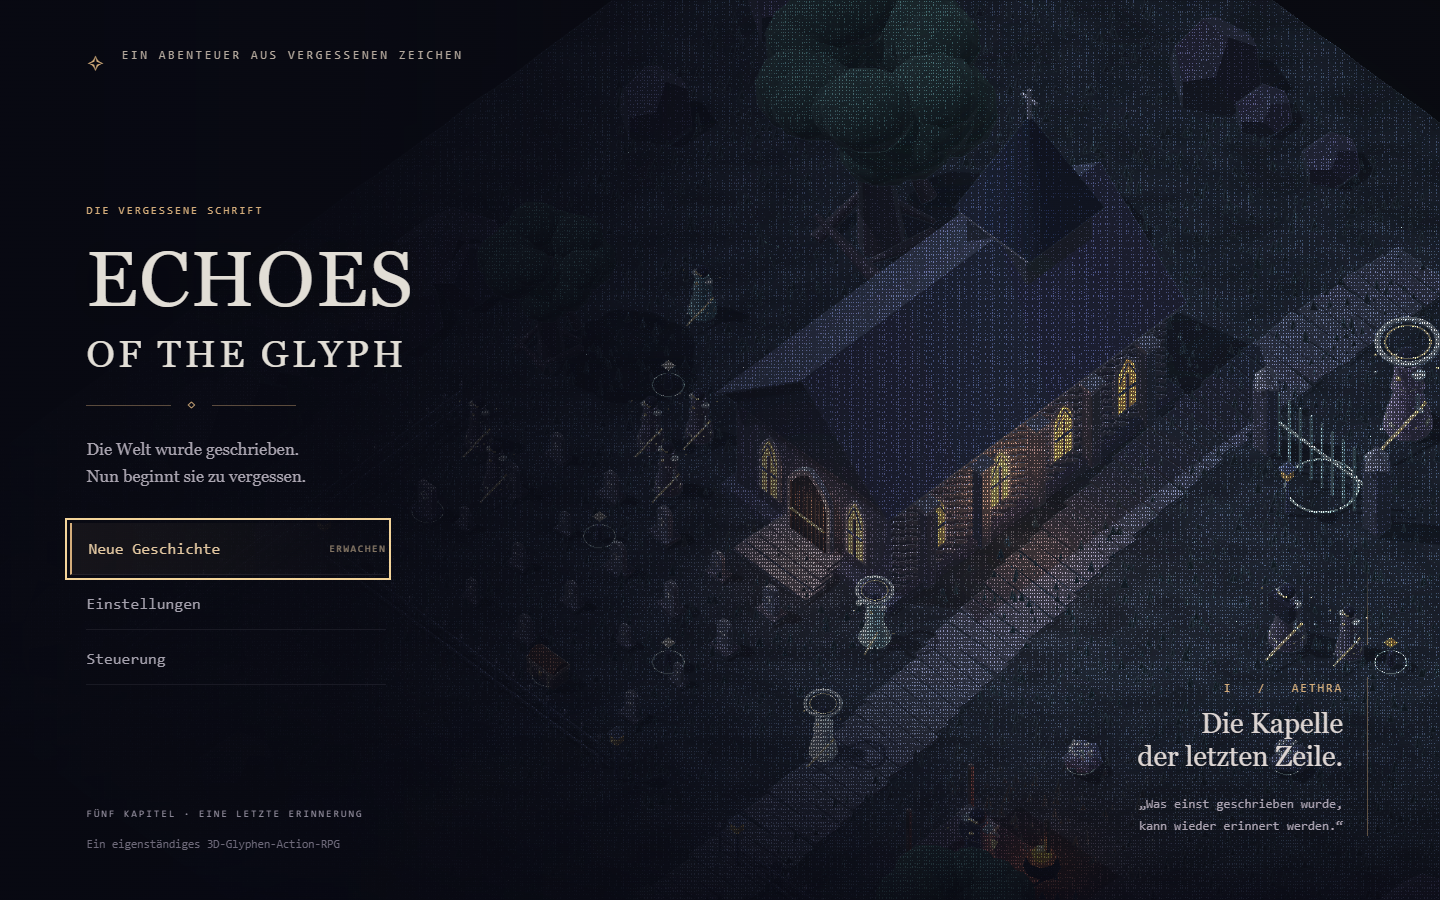 EIN ABENTEUER AUS VERGESSENEN ZEICHEN
DIE VERGESSENE SCHRIFT
ECHOES
OF THE GLYPH
Die Welt wurde geschrieben.
Nun beginnt sie zu vergessen.
Neue Geschichte ERWACHEN
Einstellungen
Steuerung
FÜNF KAPITEL · EINE LETZTE ERINNERUNG
Ein eigenständiges 3D-Glyphen-Action-RPG
I / AETHRA
Die Kapelle
der letzten Zeile.
„Was einst geschrieben wurde,
kann wieder erinnert werden.“